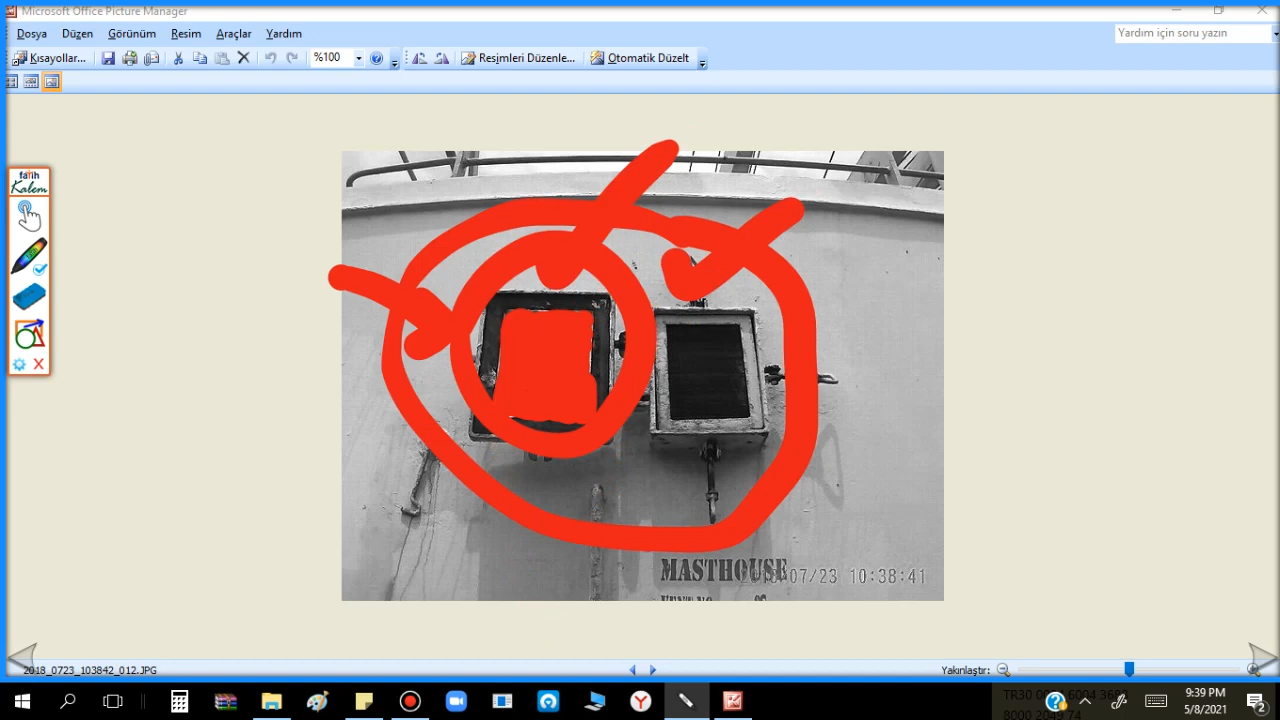 Microsoft Office Picture Manager
Dosya Düzen Görünüm Resim Araçlar Yardım
Yardım için soru yazın
Kısayollar... %100 Resimleri Düzenle... Otomatik Düzelt
fatih
Kalem
MASTHOUSE
07/23 10:38:41
2018_0723_103842_012.JPG
Yakınlaştır:
9:39 PM
5/8/2021
2